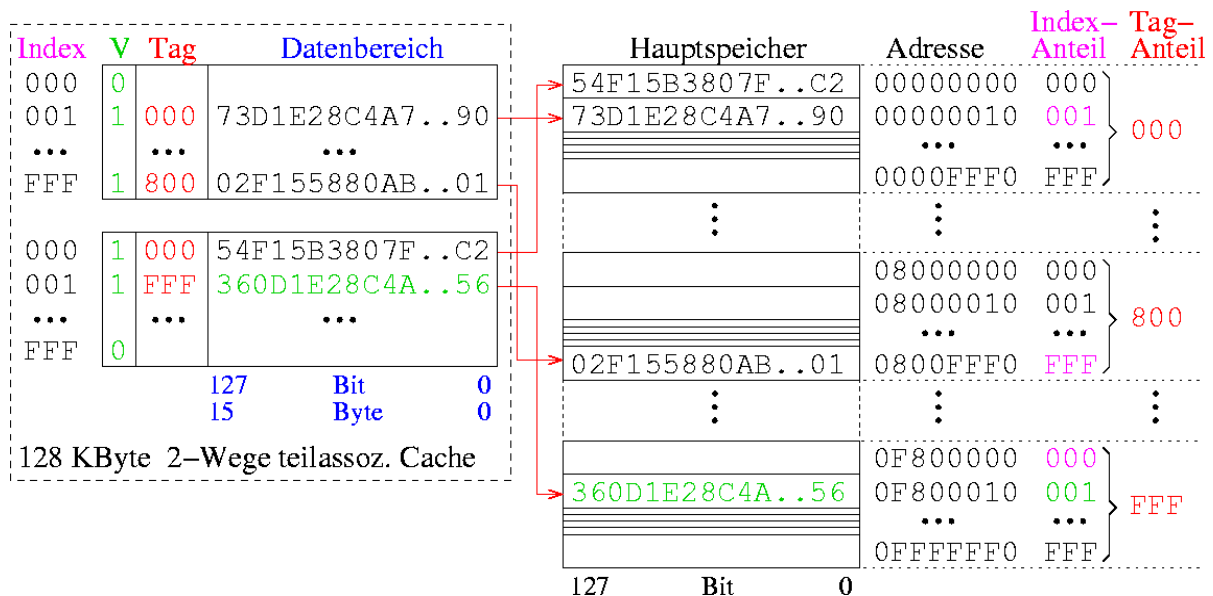 Index V Tag Datenbereich
000 0
001 1 000 73D1E28C4A7..90
... ... ...
FFF 1 800 02F155880AB..01
000 1 000 54F15B3807F..C2
001 1 FFF 360D1E28C4A..56
... ... ...
FFF 0
127 Bit 0
15 Byte 0
128 KByte 2-Wege teilassoz. Cache
Hauptspeicher Adresse Index-Anteil Tag-Anteil
54F15B3807F..C2 00000000 000
73D1E28C4A7..90 00000010 001 000
... ...
0000FFF0 FFF
08000000 000
08000010 001 800
... ...
02F155880AB..01 0800FFF0 FFF
0F800000 000
360D1E28C4A..56 0F800010 001 FFF
... ...
0FFFFFF0 FFF
127 Bit 0